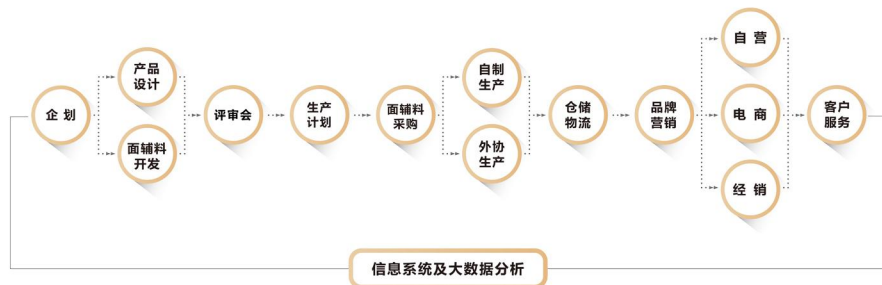 企划
产品
设计
面辅料
开发
评审会
生产
计划
面辅料
采购
自制
生产
外协
生产
仓储
物流
品牌
营销
自营
电商
经销
客户
服务
信息系统及大数据分析